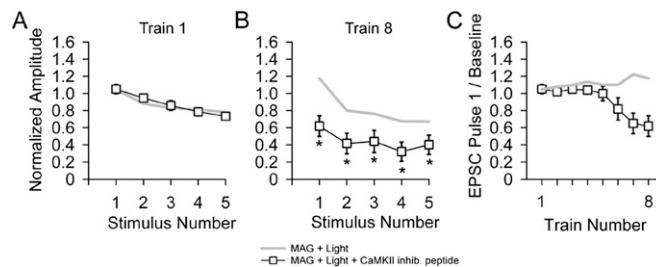 A
Train 1
Normalized Amplitude
1.6
1.4
1.2
1.0
0.8
0.6
0.4
0.2
0
1 2 3 4 5
Stimulus Number
B
Train 8
1.6
1.4
1.2
1.0
0.8
0.6
0.4
0.2
0
* * * * *
1 2 3 4 5
Stimulus Number
C
EPSC Pulse 1 / Baseline
1.6
1.4
1.2
1.0
0.8
0.6
0.4
0.2
0
1 8
Train Number
MAG + Light
MAG + Light + CaMKII inhib. peptide